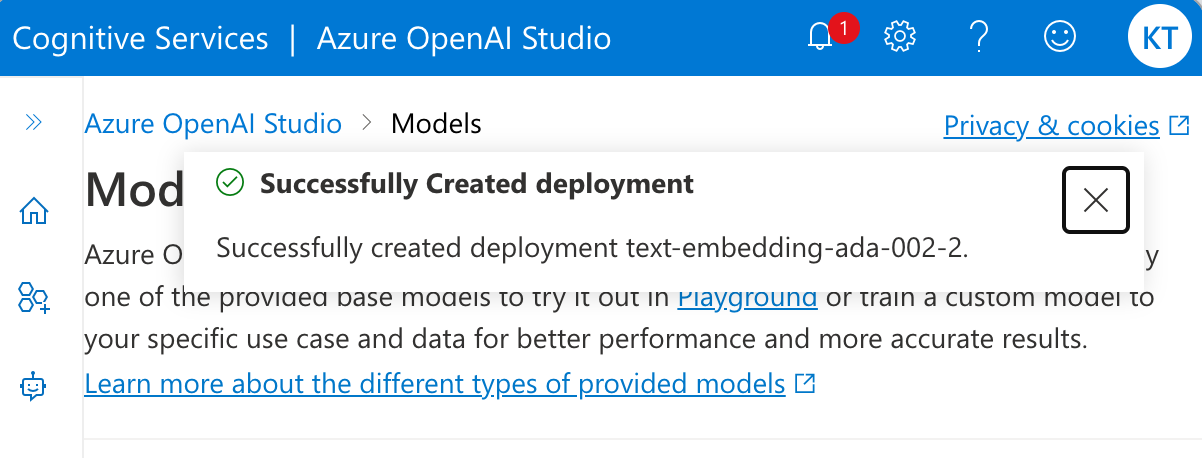 Cognitive Services | Azure OpenAI Studio
1
KT
Azure OpenAI Studio > Models
Privacy & cookies
Mod
Successfully Created deployment
Azure O
Successfully created deployment text-embedding-ada-002-2.
y
one of the provided base models to try it out in Playground or train a custom model to
your specific use case and data for better performance and more accurate results.
Learn more about the different types of provided models